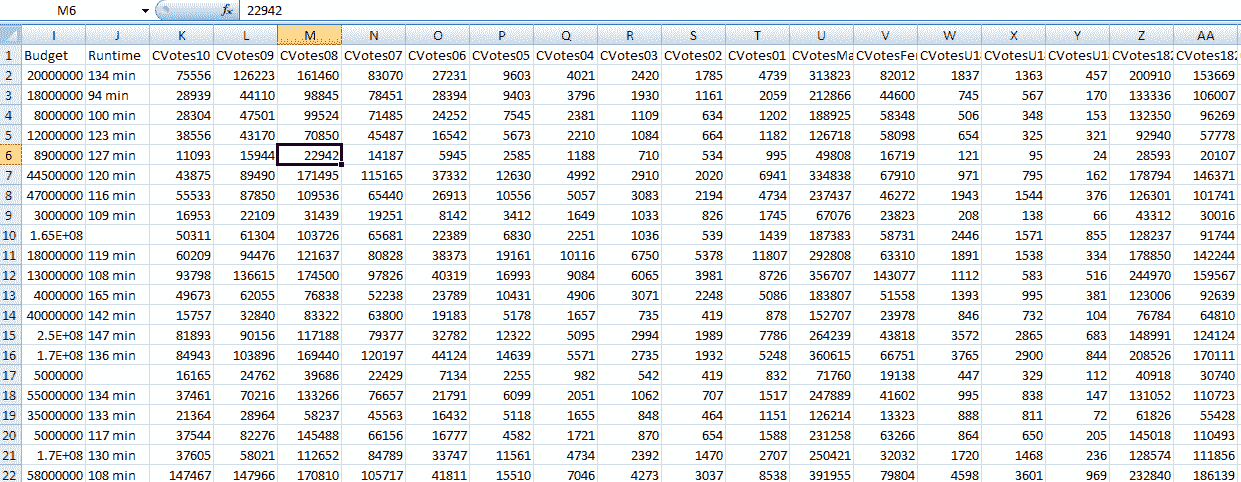 M6 fx 22942
I J K L M N O P Q R S T U V W X Y Z AA
1 Budget Runtime CVotes10 CVotes09 CVotes08 CVotes07 CVotes06 CVotes05 CVotes04 CVotes03 CVotes02 CVotes01 CVotesMa CVotesFe CVotesU1 CVotesU1 CVotesU1 CVotes182 CVotes182
2 20000000 134 min 75556 126223 161460 83070 27231 9603 4021 2420 1785 4739 313823 82012 1837 1363 457 200910 153669
3 18000000 94 min 28939 44110 98845 78451 28394 9403 3796 1930 1161 2059 212866 44600 745 567 170 133336 106007
4 8000000 100 min 28304 47501 99524 71485 24252 7545 2381 1109 634 1202 188925 58348 506 348 153 132350 96269
5 12000000 123 min 38556 43170 70850 45487 16542 5673 2210 1084 664 1182 126718 58098 654 325 321 92940 57778
6 8900000 127 min 11093 15944 22942 14187 5945 2585 1188 710 534 995 49808 16719 121 95 24 28593 20107
7 44500000 120 min 43875 89490 171495 115165 37332 12630 4992 2910 2020 6941 334838 67910 971 795 162 178794 146371
8 47000000 116 min 55533 87850 109536 65440 26913 10556 5057 3083 2194 4734 237437 46272 1943 1544 376 126301 101741
9 3000000 109 min 16953 22109 31439 19251 8142 3412 1649 1033 826 1745 67076 23823 208 138 66 43312 30016
10 1.65E+08 50311 61304 103726 65681 22389 6830 2251 1036 539 1439 187383 58731 2446 1571 855 128237 91744
11 18000000 119 min 60209 94476 121637 80828 38373 19161 10116 6750 5378 11807 292808 63310 1891 1538 334 178850 142244
12 13000000 108 min 93798 136615 174500 97826 40319 16993 9084 6065 3981 8726 356707 143077 1112 583 516 244970 159567
13 4000000 165 min 49673 62055 76838 52238 23789 10431 4906 3071 2248 5086 183807 51558 1393 995 381 123006 92639
14 40000000 142 min 15757 32840 83322 63800 19183 5178 1657 735 419 878 152707 23978 846 732 104 76784 64810
15 2.5E+08 147 min 81893 90156 117188 79377 32782 12322 5095 2994 1989 7786 264239 43818 3572 2865 683 148991 124124
16 1.7E+08 136 min 84943 103896 169440 120197 44124 14639 5571 2735 1932 5248 360615 66751 3765 2900 844 208526 170111
17 5000000 16165 24762 39686 22429 7134 2255 982 542 419 832 71760 19138 447 329 112 40918 30740
18 55000000 134 min 37461 70216 133266 76657 21791 6099 2051 1062 707 1517 247889 41602 995 838 147 131052 110723
19 35000000 133 min 21364 28964 58237 45563 16432 5118 1655 848 464 1151 126214 13323 888 811 72 61826 55428
20 5000000 117 min 37544 82276 145488 66156 16777 4582 1721 870 654 1588 231258 63266 864 650 205 145018 110493
21 1.7E+08 130 min 37605 58021 112652 84789 33747 11561 4734 2392 1470 2707 250421 32032 1720 1468 236 128574 111856
22 58000000 108 min 147467 147966 170810 105717 41811 15510 7046 4273 3037 8538 391955 79804 4598 3601 969 232840 186139